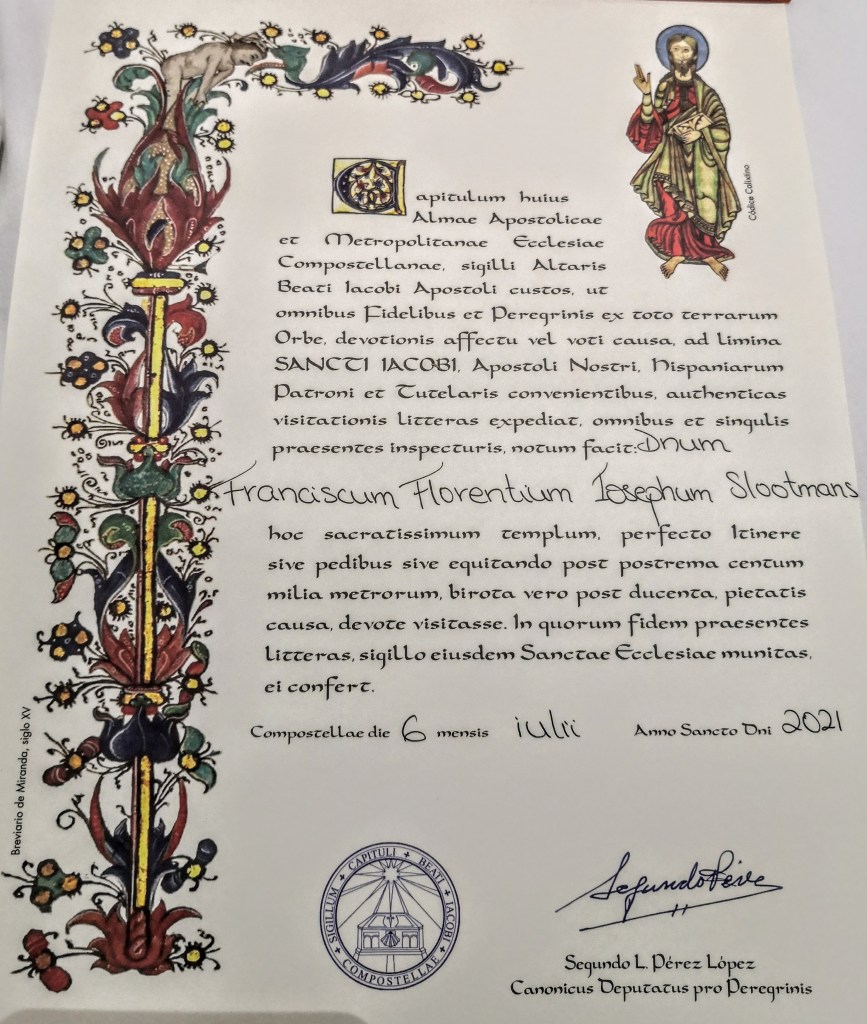 Códice Calixtino
Capitulum huius
Almae Apostolicae
et Metropolitanae Ecclesiae
Compostellanae, sigilli Altaris
Beati Iacobi Apostoli custos, ut
omnibus Fidelibus et Peregrinis ex toto terrarum
Orbe, devotionis affectu vel voti causa, ad limina
SANCTI IACOBI, Apostoli Nostri, Hispaniarum
Patroni et Tutelaris convenientibus, authenticas
visitationis litteras expediat, omnibus et singulis
praesentes inspecturis, notum facit: Dnum
Franciscum Florentium Iosephum Slootmans
hoc sacratissimum templum, perfecto Itinere
sive pedibus sive equitando post postrema centum
milia metrorum, birota vero post ducenta, pietatis
causa, devote visitasse. In quorum fidem praesentes
litteras, sigillo eiusdem Sanctae Ecclesiae munitas,
ei confert.
Compostellae die 6 mensis iulii Anno Sancto Dni 2021
Breviario de Miranda, siglo XV
SIGILLUM + CAPITULI + BEATI + IACOBI + COMPOSTELLAE +
Segundo Pérez
Segundo L. Pérez López
Canonicus Deputatus pro Peregrinis